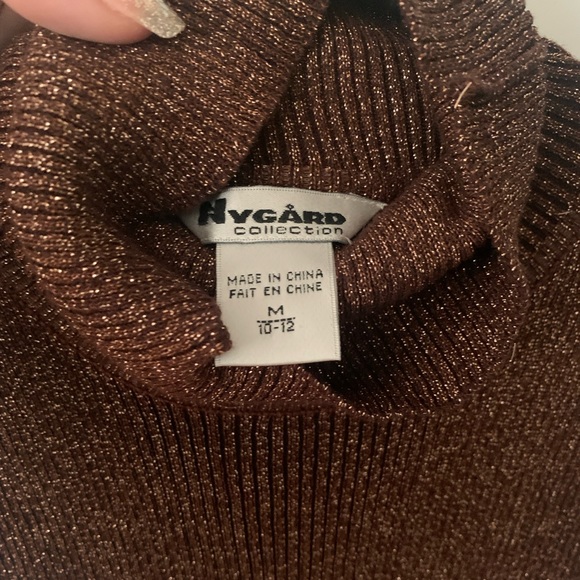 NYGÅRD
collection
MADE IN CHINA
FAIT EN CHINE
M
10-12